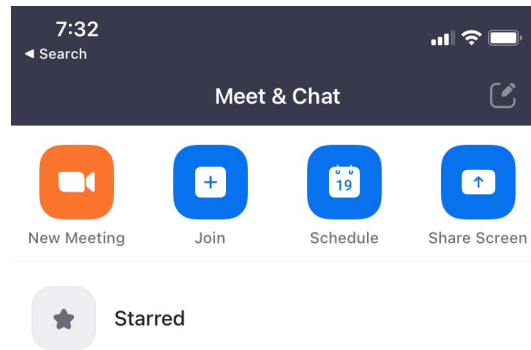 7:32
◀ Search
Meet & Chat
19
New Meeting
Join
Schedule
Share Screen
Starred